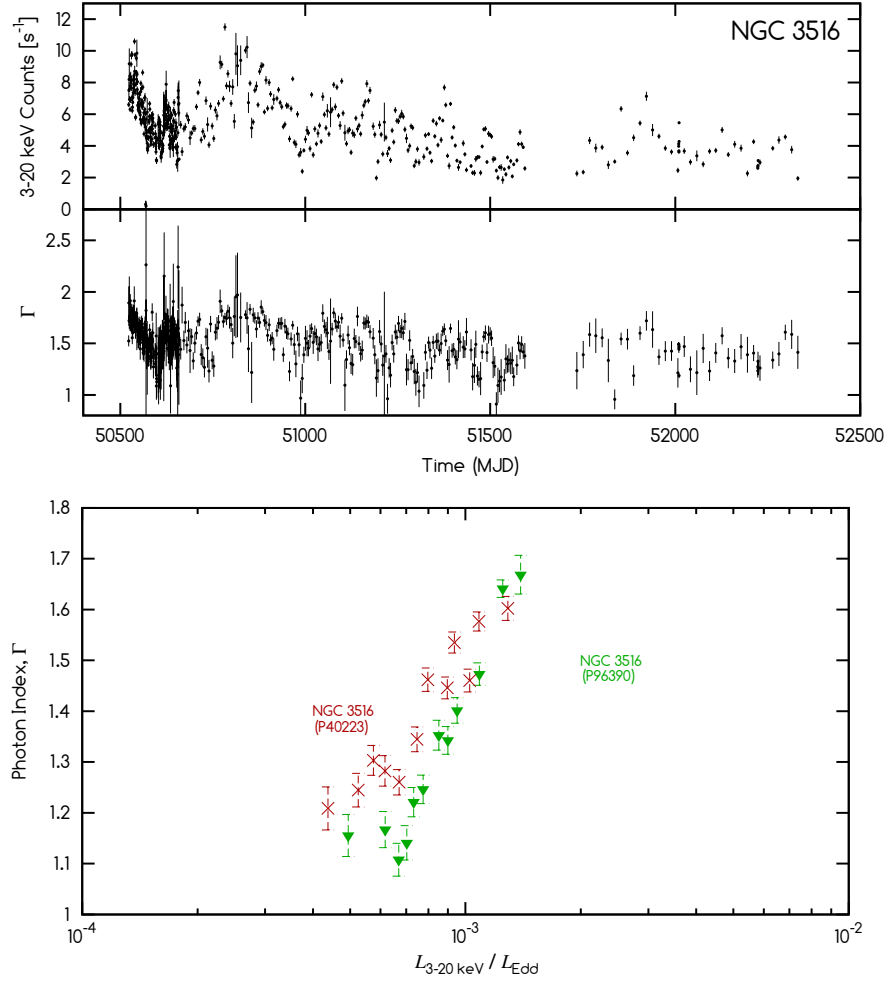 NGC 3516
3-20 keV Counts [s⁻¹]
12
10
8
6
4
2
0
Γ
2.5
2
1.5
1
50500
51000
51500
52000
52500
Time (MJD)
Photon Index, Γ
1.8
1.7
1.6
1.5
1.4
1.3
1.2
1.1
1
NGC 3516
(P40223)
NGC 3516
(P96390)
10⁻⁴
10⁻³
10⁻²
L₃₋₂₀ keV / L_Edd